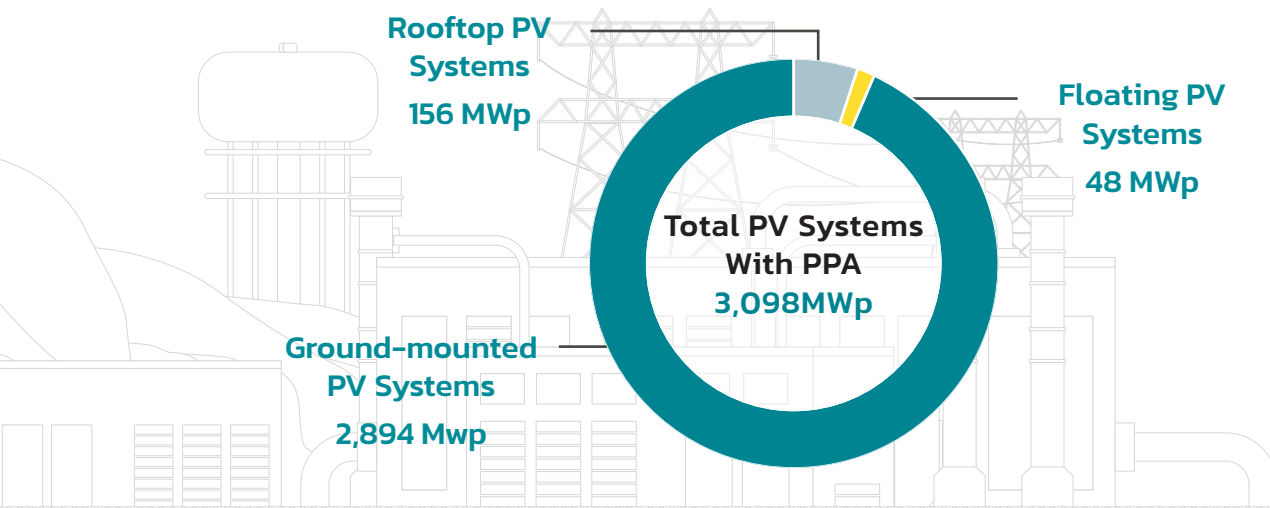 Rooftop PV
Systems
156 MWp
Floating PV
Systems
48 MWp
Total PV Systems
With PPA
3,098MWp
Ground-mounted
PV Systems
2,894 Mwp